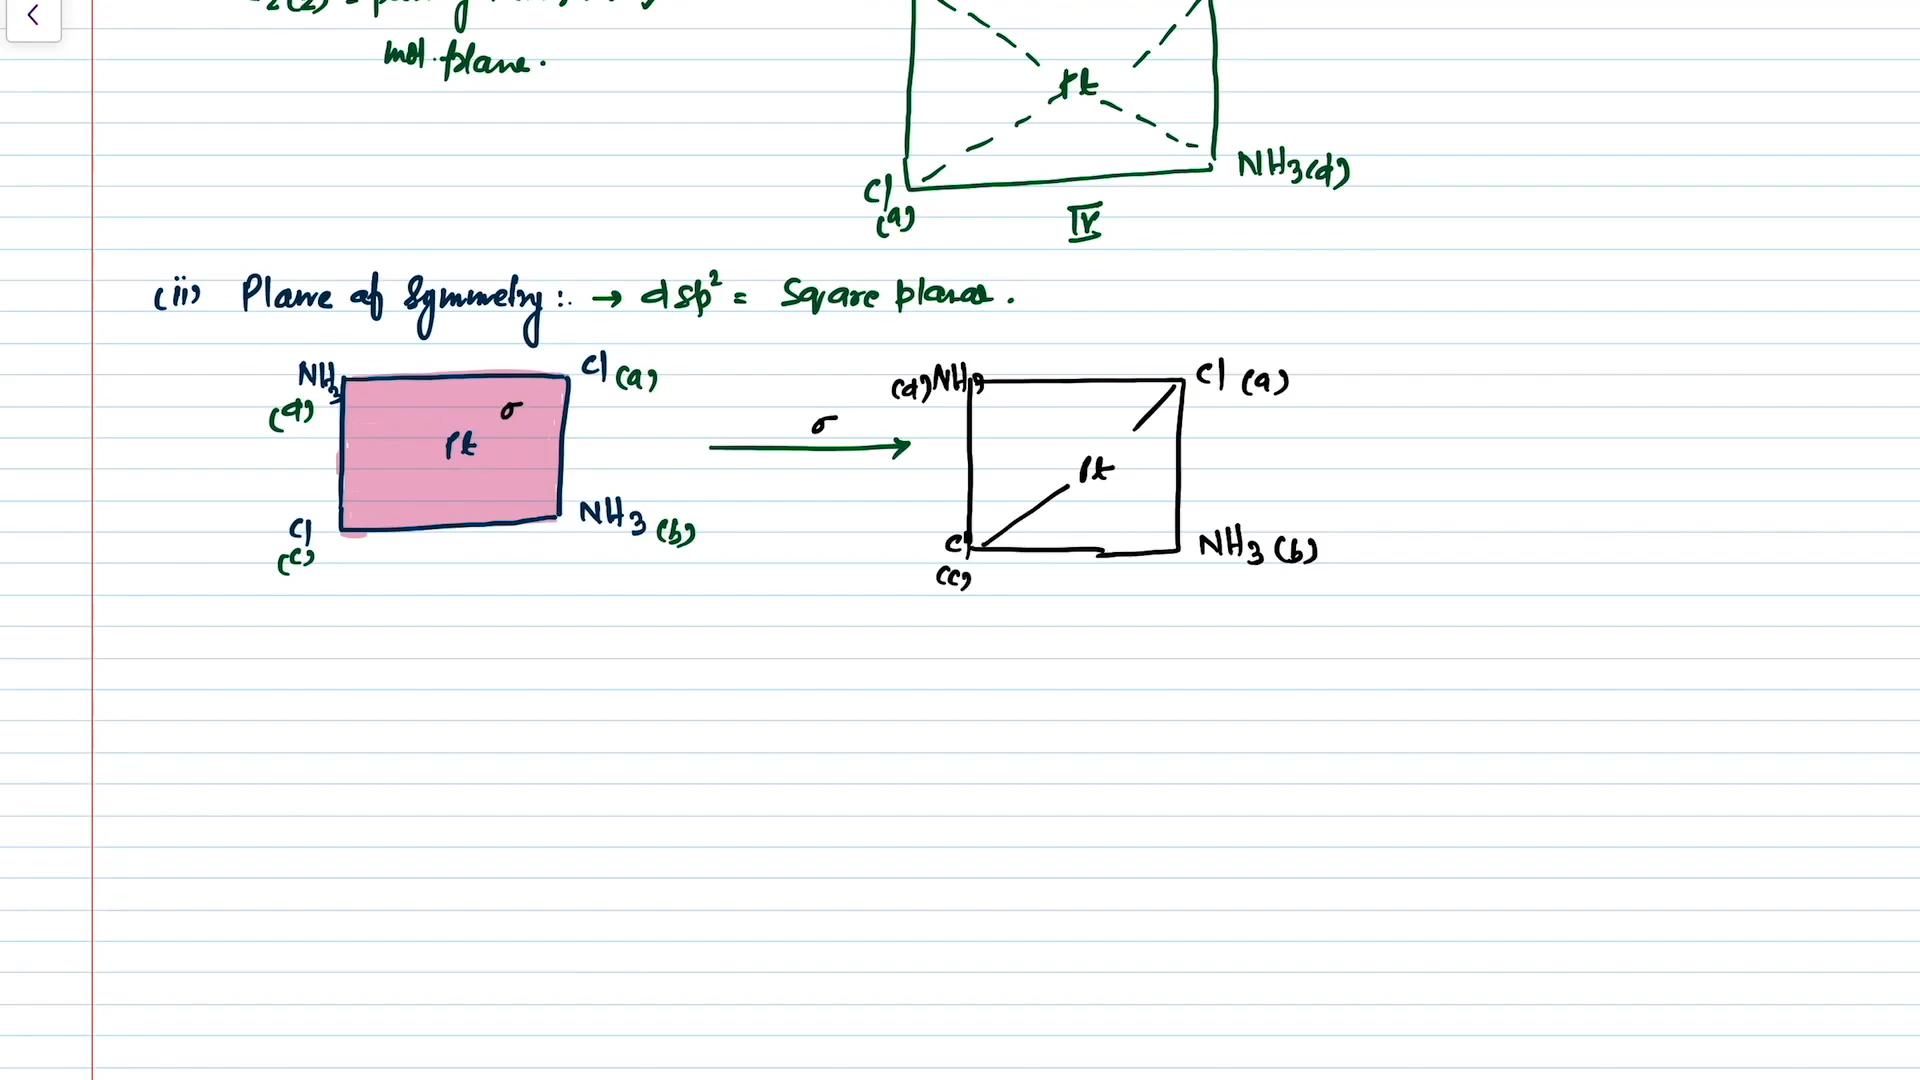 mol. plane.
Pt
NH3(d)
Cl
(a)
IV
(ii) Plane of Symmetry :. → dsp² = Square planar.
NH3 Cl (a)
(d) σ
Pt
Cl NH3 (b)
(c)
σ
(d) NH3 Cl (a)
Pt
Cl NH3 (b)
(c)